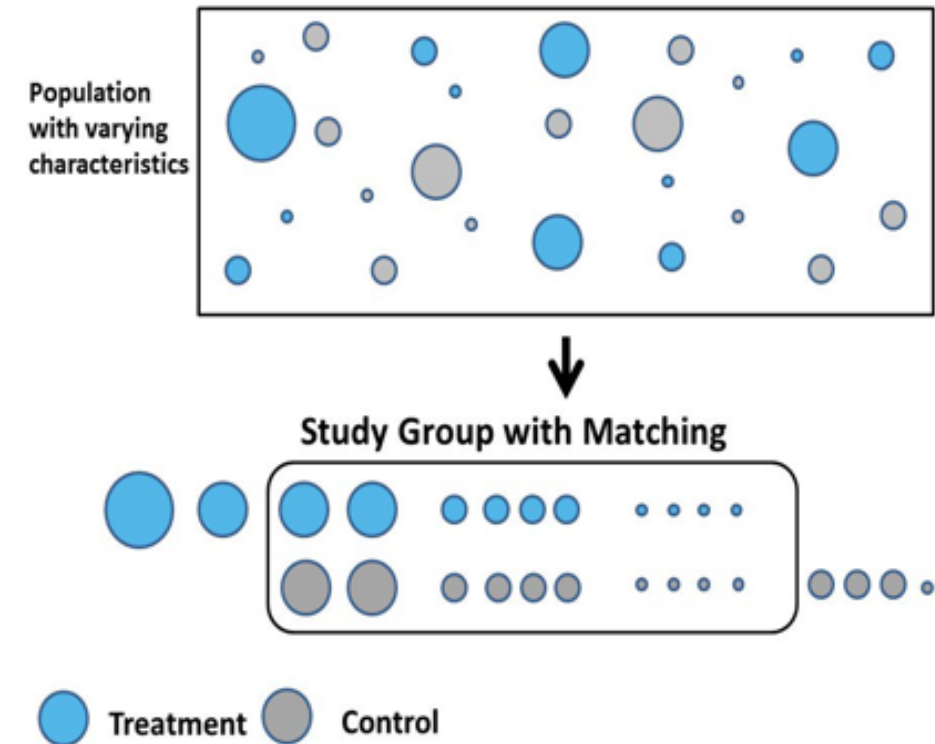 Population
with varying
characteristics
Study Group with Matching
Treatment
Control